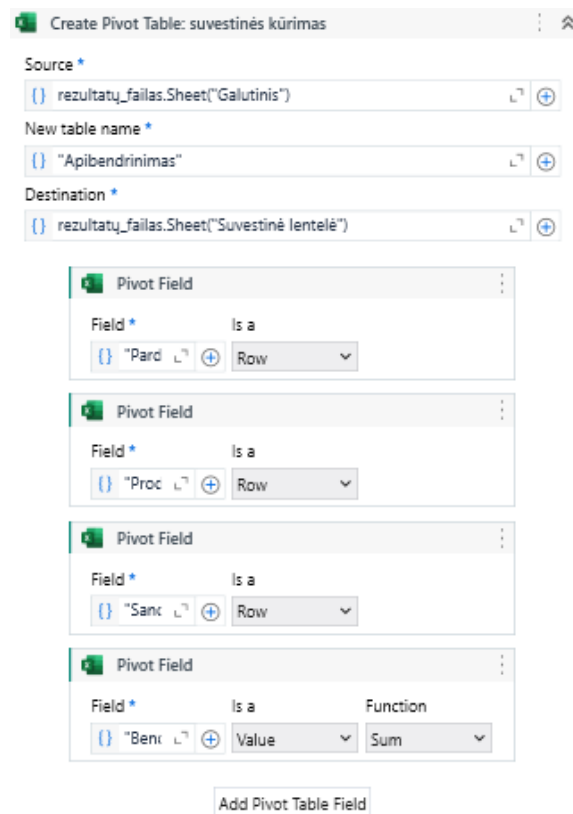 Create Pivot Table: suvestinės kūrimas
Source *
{} rezultatų_failas.Sheet("Galutinis")
New table name *
{} "Apibendrinimas"
Destination *
{} rezultatų_failas.Sheet("Suvestinė lentelė")
Pivot Field
Field * Is a
{} "Pard Row
Pivot Field
Field * Is a
{} "Proc Row
Pivot Field
Field * Is a
{} "Sanc Row
Pivot Field
Field * Is a Function
{} "Benc Value Sum
Add Pivot Table Field